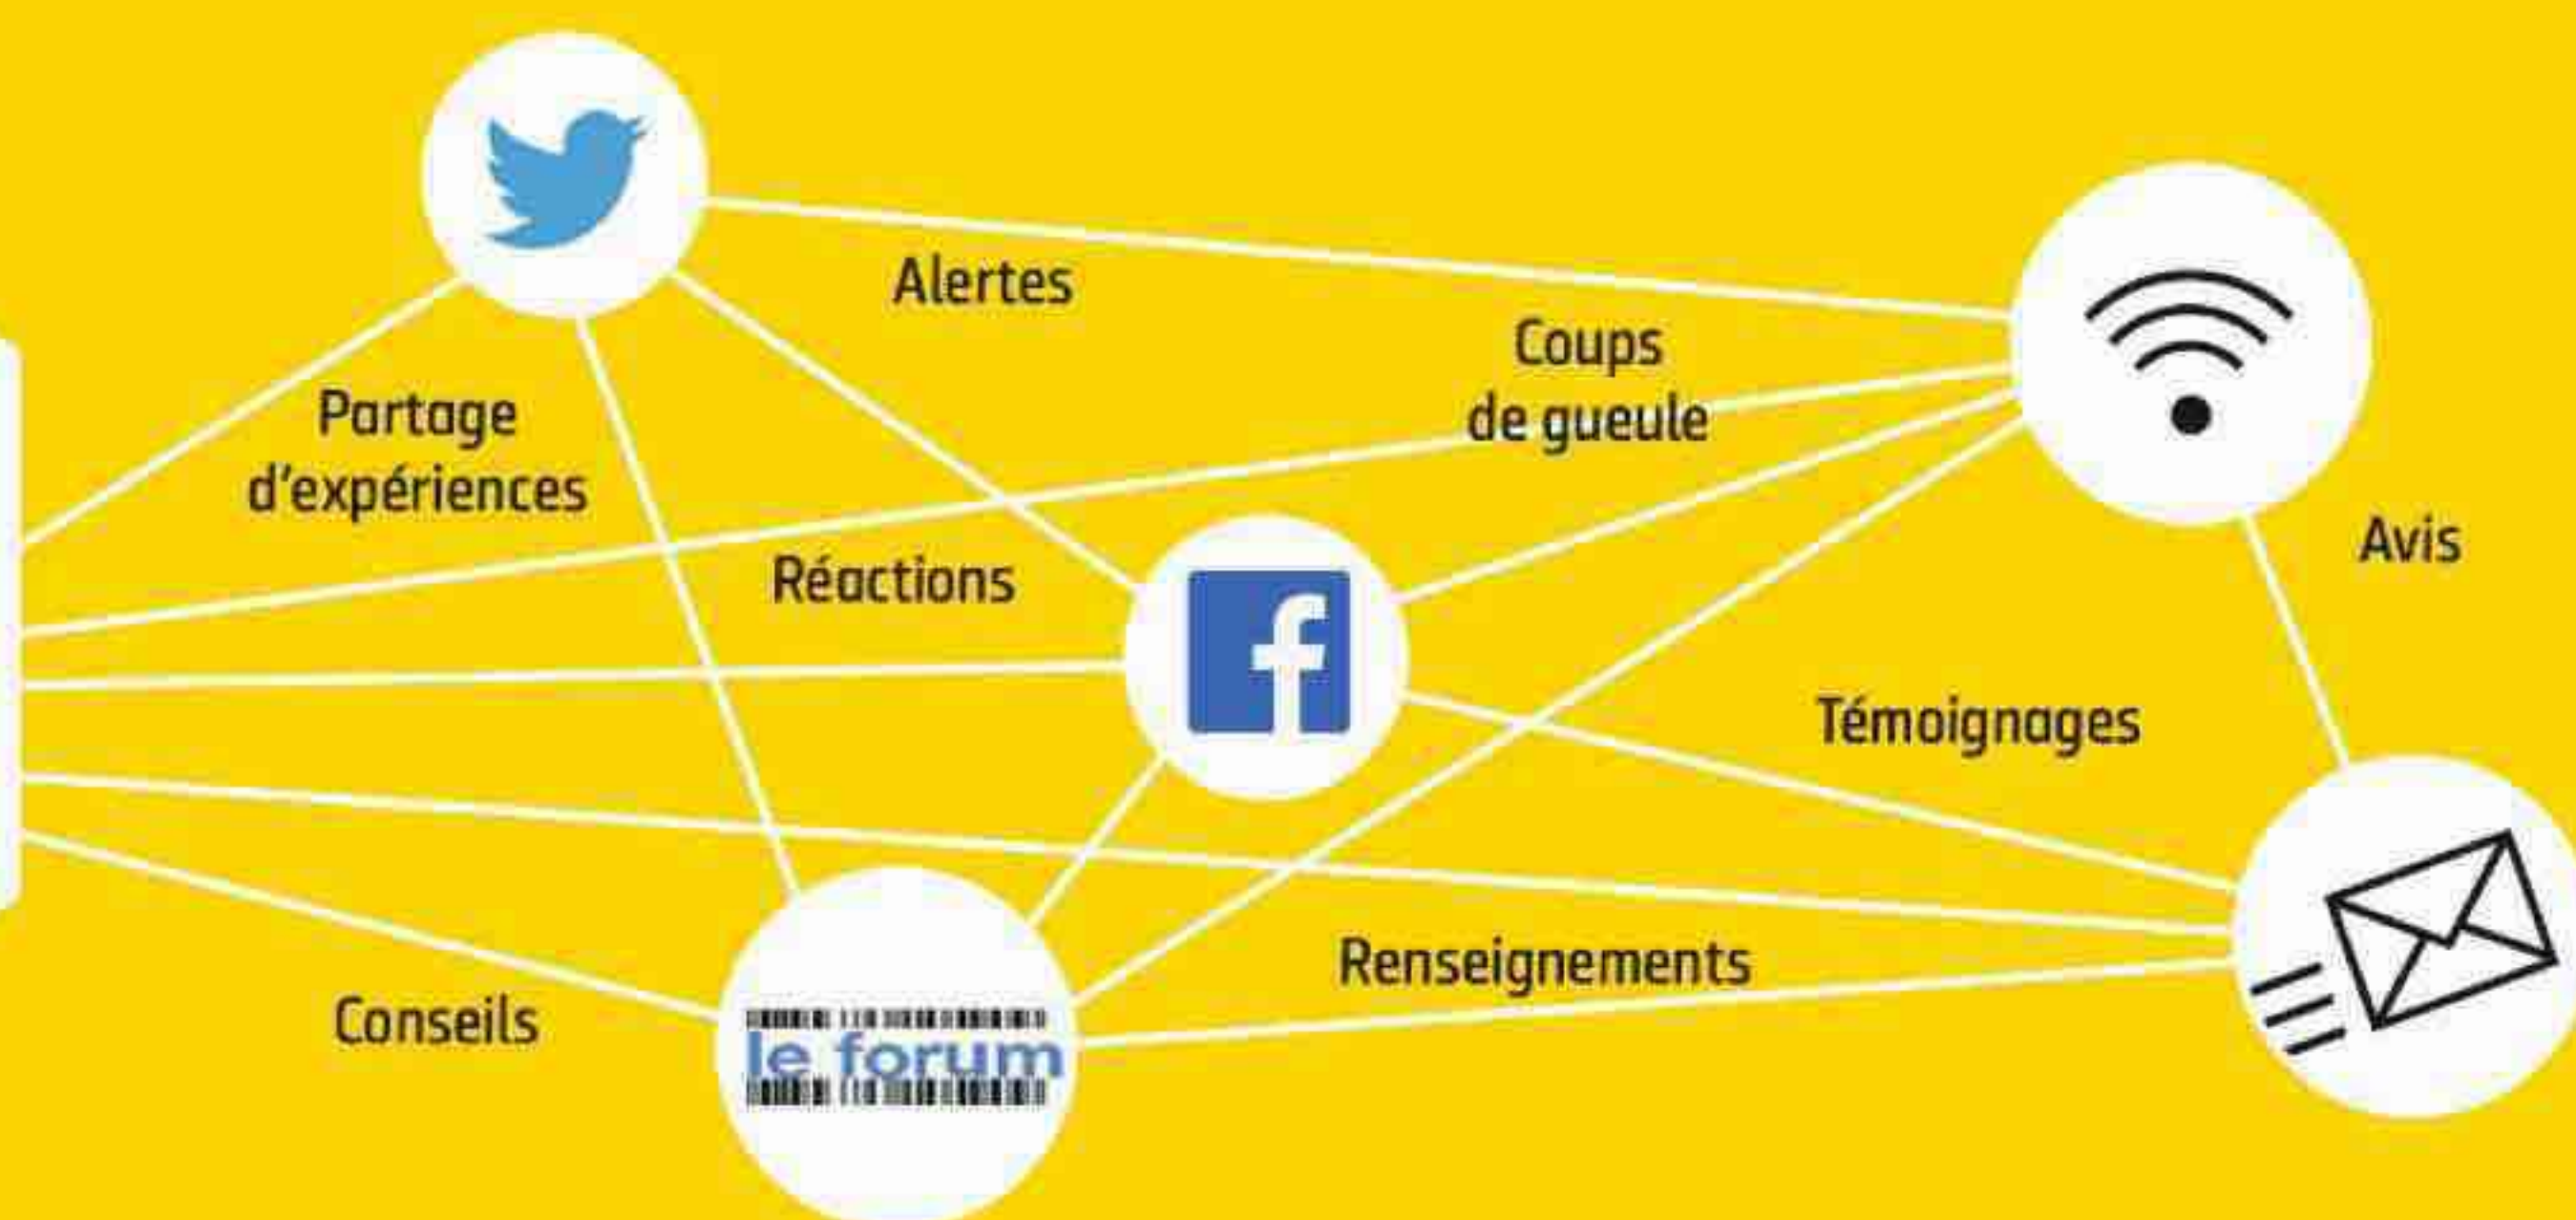 Alertes
Coups
de gueule
Partage
d'expériences
Avis
Réactions
f
Témoignages
Renseignements
Conseils
le forum